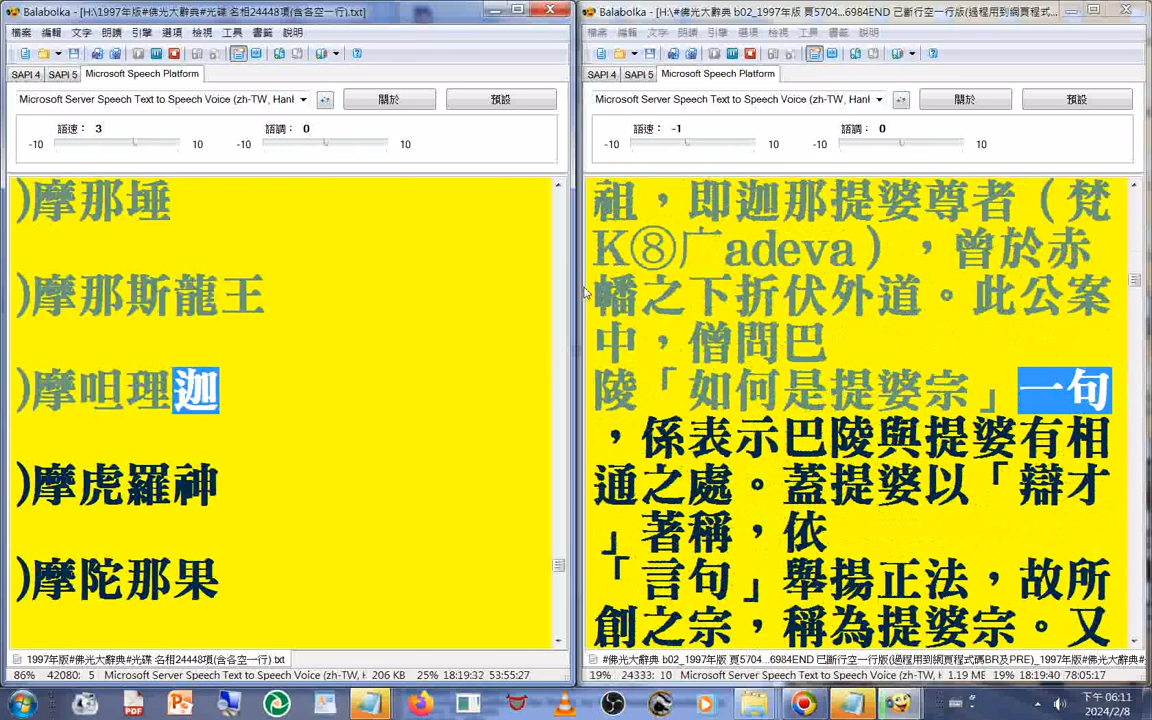 Balabolka - [H:\1997年版#佛光大辭典#光碟 名相24448項(含各空一行).txt]
檔案 編輯 文字 朗讀 引擎 選項 檢視 工具 書籤 說明
SAPI 4 SAPI 5 Microsoft Speech Platform
Microsoft Server Speech Text to Speech Voice (zh-TW, Hanl
關於
預設
語速： 3
語調： 0
-10 10 -10 10
)摩那埵
)摩那斯龍王
)摩呾理迦
)摩虎羅神
)摩陀那果
1997年版#佛光大辭典#光碟 名相24448項(含各空一行).txt
86% 42080: 5 Microsoft Server Speech Text to Speech Voice (zh-TW, H 206 KB 25% 18:19:32 53:55:27
Balabolka - [H:\#佛光大辭典 b02_1997年版 頁5704...6984END 已斷行空一行版(過程用到網頁程式...
檔案 編輯 文字 朗讀 引擎 選項 檢視 工具 書籤 說明
SAPI 4 SAPI 5 Microsoft Speech Platform
Microsoft Server Speech Text to Speech Voice (zh-TW, Hanl
關於
預設
語速： -1
語調： 0
-10 10 -10 10
祖，即迦那提婆尊者（梵
K⑧广adeva），曾於赤
幡之下折伏外道。此公案
中，僧問巴
陵「如何是提婆宗」一句
，係表示巴陵與提婆有相
通之處。蓋提婆以「辯才
」著稱，依
「言句」舉揚正法，故所
創之宗，稱為提婆宗。又
#佛光大辭典 b02_1997年版 頁5704...6984END 已斷行空一行版(過程用到網頁程式碼BR及PRE)_1997年版#佛光大辭典#
19% 24333: 10 Microsoft Server Speech Text to Speech Voice (zh-TW, H 1.19 ME 19% 18:19:40 78:05:17
下午 06:11
2024/2/8